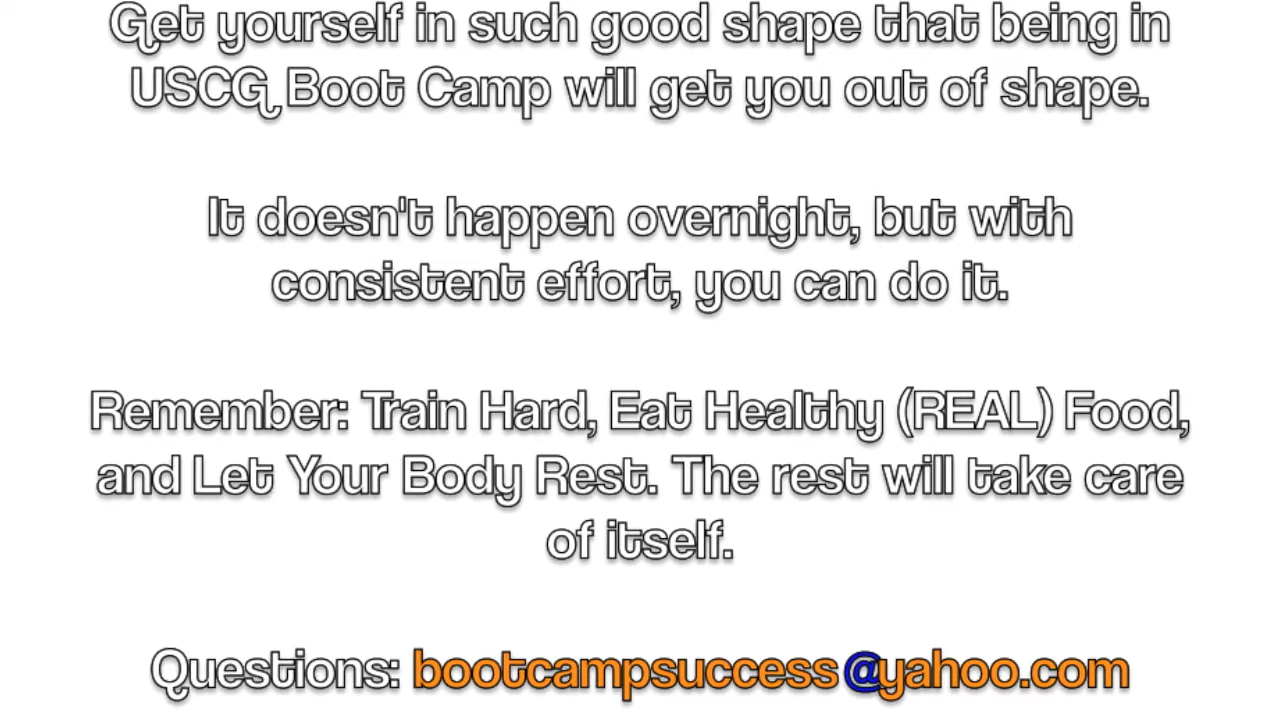 Get yourself in such good shape that being in
USCG Boot Camp will get you out of shape.
It doesn't happen overnight, but with
consistent effort, you can do it.
Remember: Train Hard, Eat Healthy (REAL) Food,
and Let Your Body Rest. The rest will take care
of itself.
Questions: bootcampsuccess@yahoo.com